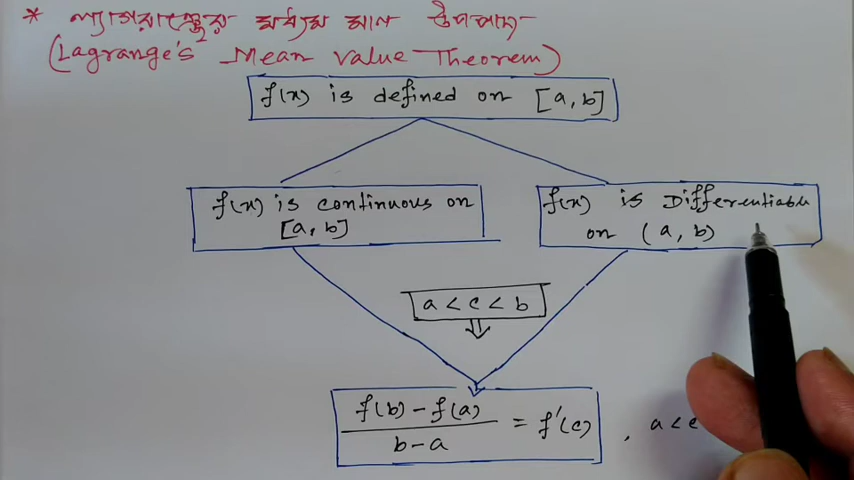 * ল্যাগরাঞ্জের মধ্যম মান উপপাদ্য
(Lagrange's Mean Value Theorem)
f(x) is defined on [a, b]
f(x) is continuous on
[a, b]
f(x) is Differentiable
on (a, b)
a < c < b
⇓
f(b) - f(a)
b - a
= f'(c) , a < c